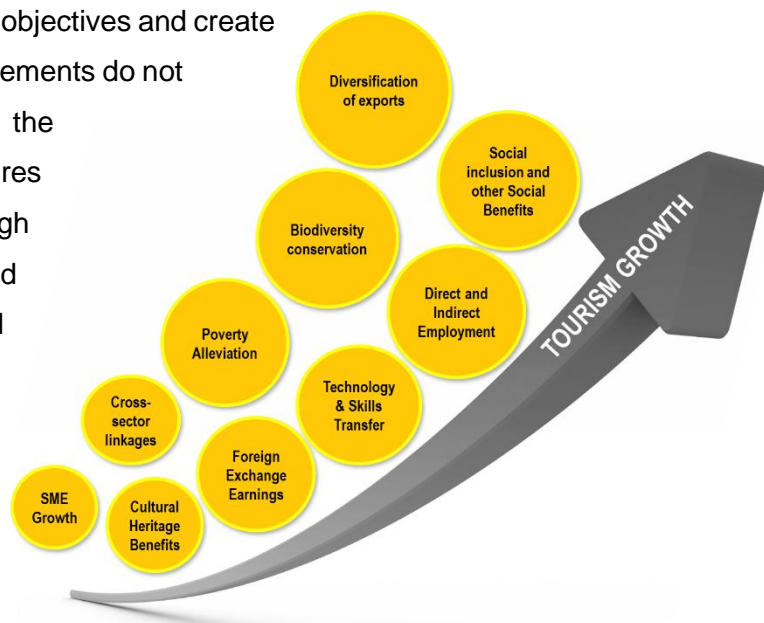 objectives and create
ements do not
the
res
gh
d
Diversification
of exports
Social
inclusion and
other Social
Benefits
Biodiversity
conservation
Direct and
Indirect
Employment
Poverty
Alleviation
Technology
& Skills
Transfer
Cross-
sector
linkages
Foreign
Exchange
Earnings
SME
Growth
Cultural
Heritage
Benefits
TOURISM GROWTH